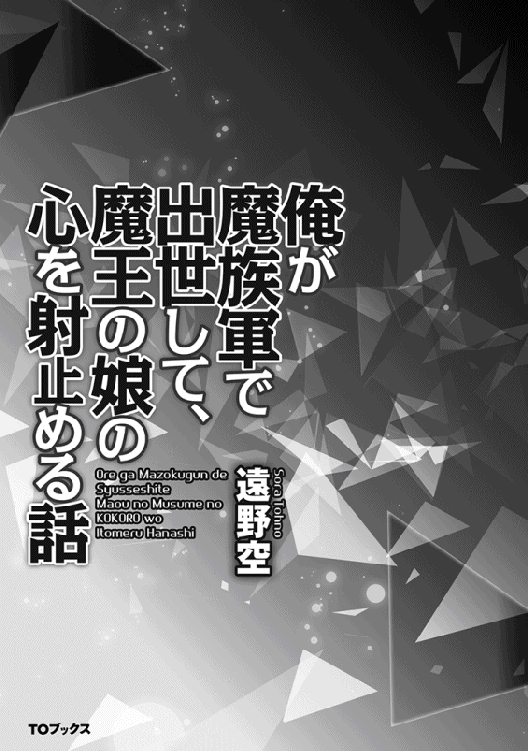 俺が
魔族軍で
出世して、
魔王の娘の
心を射止める話
Ore ga Mazokugun de
Syusseshite
Maou no Musume no
KOKORO wo
Itomeru Hanashi
遠野空
Sora Tohno
TOブックス